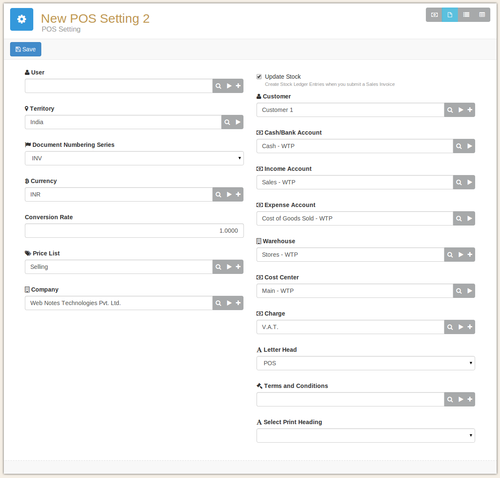 New POS Setting 2
POS Setting
Save
User
Territory
India
Document Numbering Series
INV
Currency
INR
Conversion Rate
1.0000
Price List
Selling
Company
Web Notes Technologies Pvt. Ltd.
Update Stock
Create Stock Ledger Entries when you submit a Sales Invoice
Customer
Customer 1
Cash/Bank Account
Cash - WTP
Income Account
Sales - WTP
Expense Account
Cost of Goods Sold - WTP
Warehouse
Stores - WTP
Cost Center
Main - WTP
Charge
V.A.T.
Letter Head
POS
Terms and Conditions
Select Print Heading